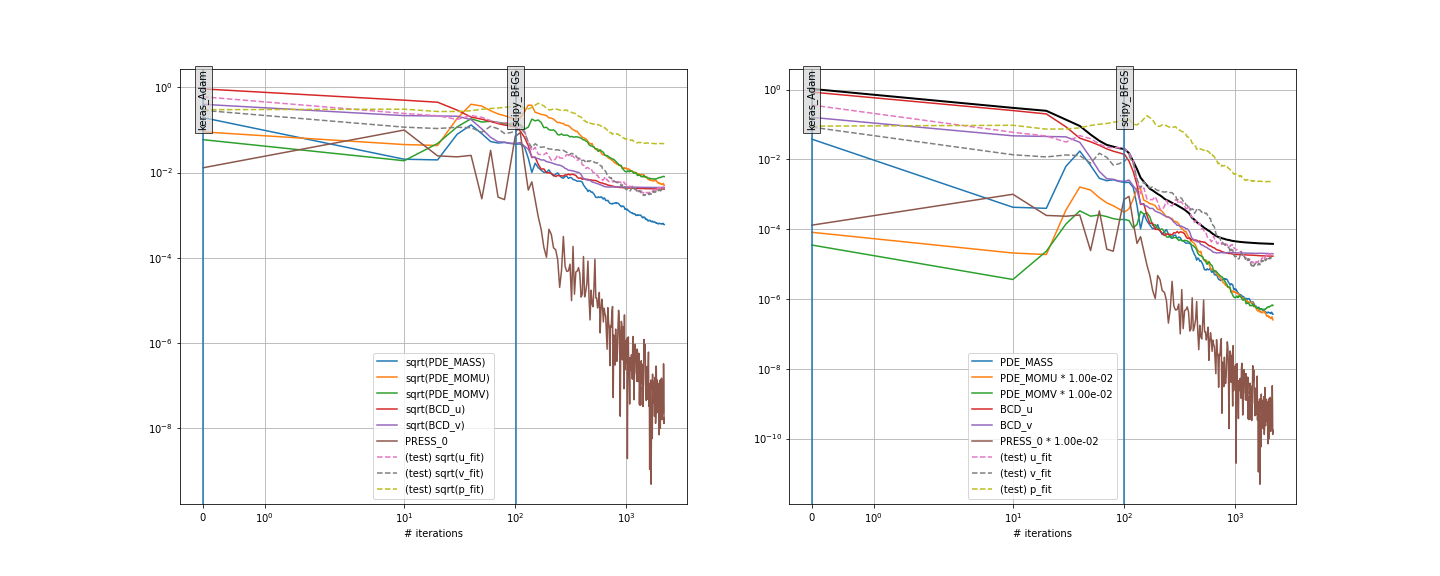 keras_Adam
scipy_BFGS
10⁰
10⁻²
10⁻⁴
10⁻⁶
10⁻⁸
sqrt(PDE_MASS)
sqrt(PDE_MOMU)
sqrt(PDE_MOMV)
sqrt(BCD_u)
sqrt(BCD_v)
PRESS_0
(test) sqrt(u_fit)
(test) sqrt(v_fit)
(test) sqrt(p_fit)
0 10⁰ 10¹ 10² 10³
# iterations
keras_Adam
scipy_BFGS
10⁰
10⁻²
10⁻⁴
10⁻⁶
10⁻⁸
10⁻¹⁰
PDE_MASS
PDE_MOMU * 1.00e-02
PDE_MOMV * 1.00e-02
BCD_u
BCD_v
PRESS_0 * 1.00e-02
(test) u_fit
(test) v_fit
(test) p_fit
0 10⁰ 10¹ 10² 10³
# iterations